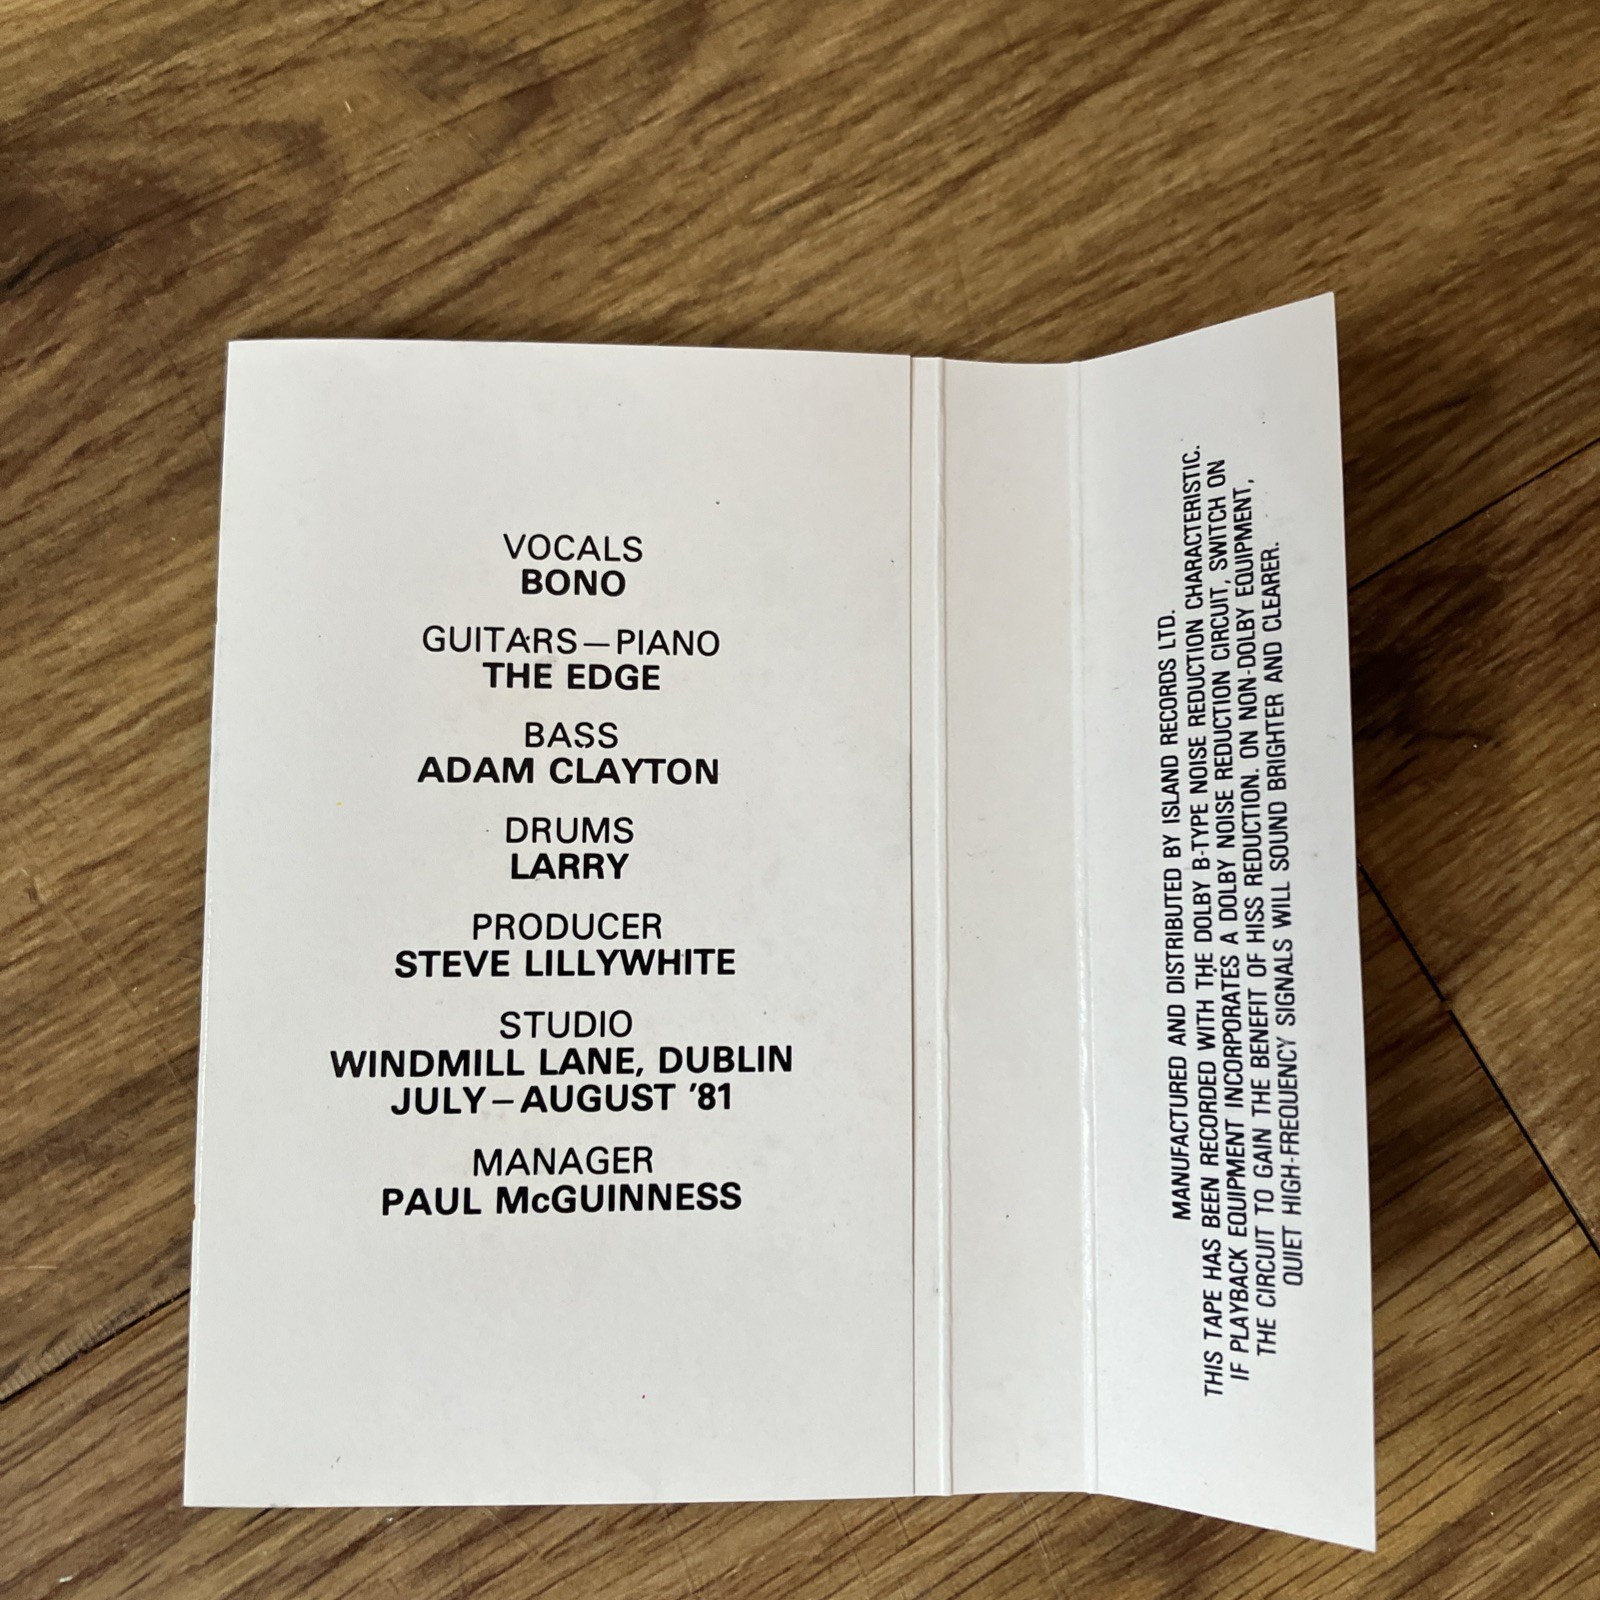 VOCALS
BONO
GUITARS—PIANO
THE EDGE
BASS
ADAM CLAYTON
DRUMS
LARRY
PRODUCER
STEVE LILLYWHITE
STUDIO
WINDMILL LANE, DUBLIN
JULY–AUGUST '81
MANAGER
PAUL McGUINNESS
MANUFACTURED AND DISTRIBUTED BY ISLAND RECORDS LTD.
THIS TAPE HAS BEEN RECORDED WITH THE DOLBY B-TYPE NOISE REDUCTION CHARACTERISTIC.
IF PLAYBACK EQUIPMENT INCORPORATES A DOLBY NOISE REDUCTION CIRCUIT, SWITCH ON
THE CIRCUIT TO GAIN THE BENEFIT OF HISS REDUCTION. ON NON-DOLBY EQUIPMENT,
QUIET HIGH-FREQUENCY SIGNALS WILL SOUND BRIGHTER AND CLEARER.